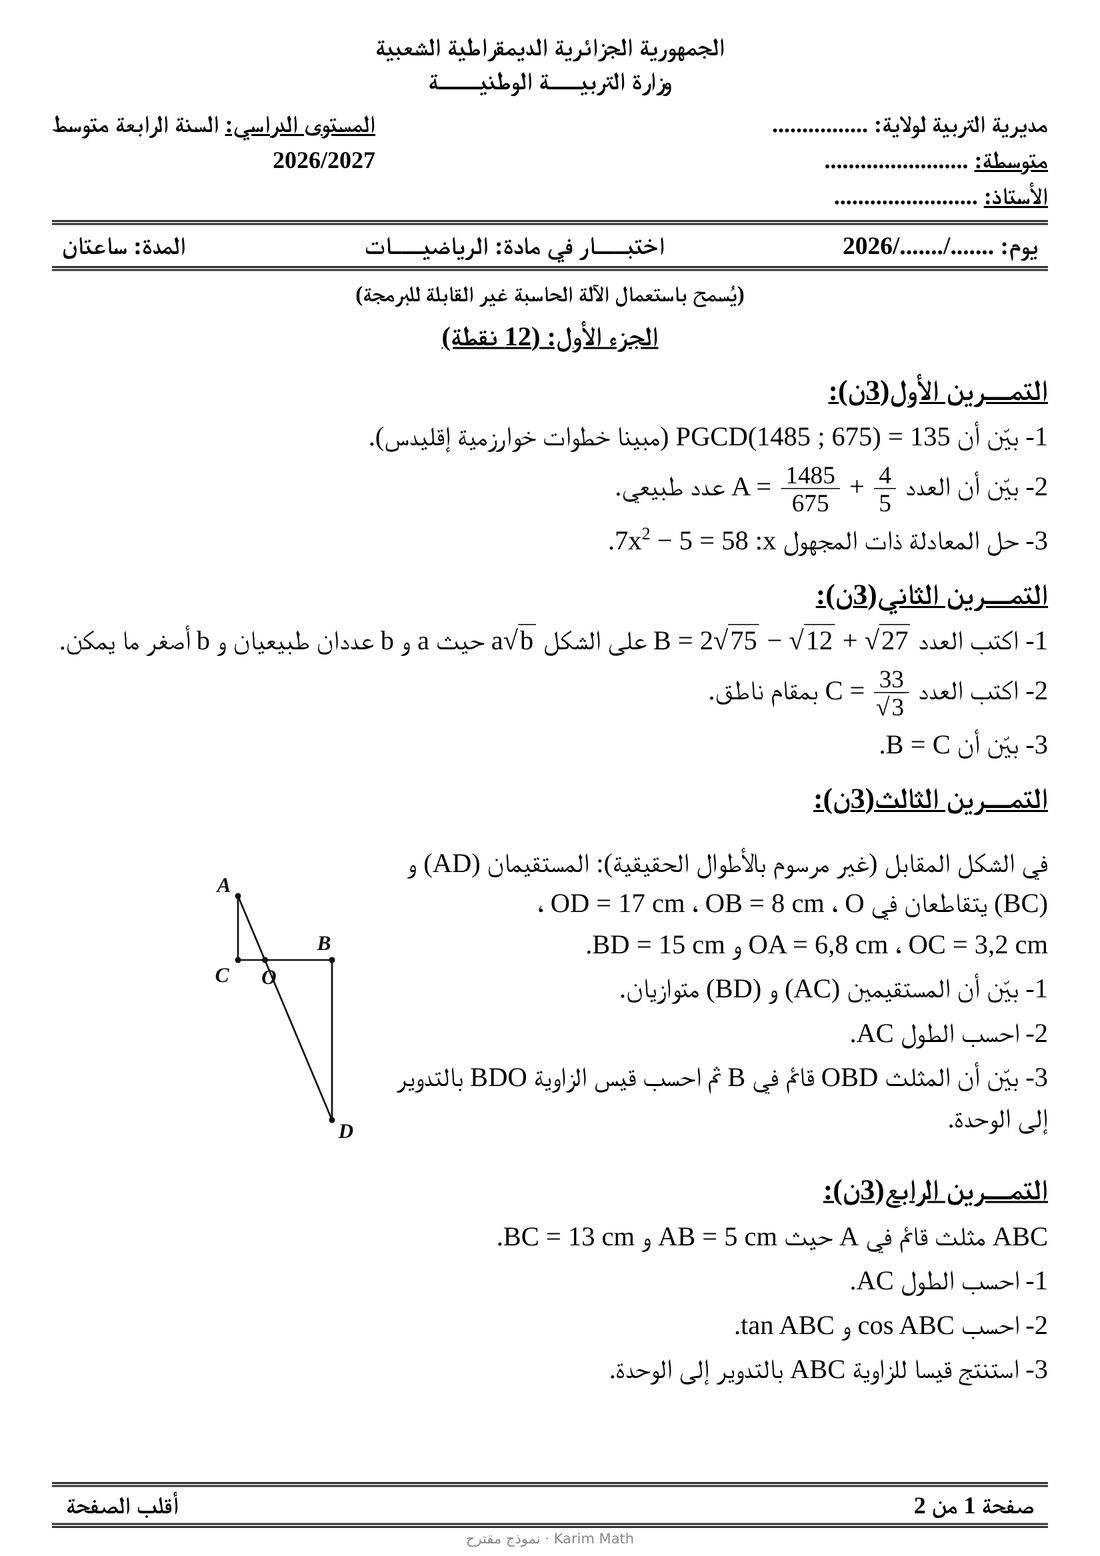 الجمهورية الجزائرية الديمقراطية الشعبية
وزارة التربيـــــة الوطنيـــــــة
مديرية التربية لولاية: ................
المستوى الدراسي: السنة الرابعة متوسط
متوسطة: ........................
2026/2027
الأستاذ: ........................
يوم: ......./......./2026
اختبـــــار في مادة: الرياضيـــــات
المدة: ساعتان
(يُسمح باستعمال الآلة الحاسبة غير القابلة للبرمجة)
الجزء الأول: (12 نقطة)
التمـــرين الأول(3ن):
1- بيّن أن PGCD(1485 ; 675) = 135 (مبينا خطوات خوارزمية إقليدس).
2- بيّن أن العدد A = 1485/675 + 4/5 عدد طبيعي.
3- حل المعادلة ذات المجهول x: 7x² − 5 = 58.
التمـــرين الثاني(3ن):
1- اكتب العدد B = 2√75 − √12 + √27 على الشكل a√b حيث a و b عددان طبيعيان و b أصغر ما يمكن.
2- اكتب العدد C = 33/√3 بمقام ناطق.
3- بيّن أن B = C.
التمـــرين الثالث(3ن):
في الشكل المقابل (غير مرسوم بالأطوال الحقيقية): المستقيمان (AD) و
(BC) يتقاطعان في O ، OB = 8 cm ، OD = 17 cm ،
OC = 3,2 cm ، OA = 6,8 cm و BD = 15 cm.
1- بيّن أن المستقيمين (AC) و (BD) متوازيان.
2- احسب الطول AC.
3- بيّن أن المثلث OBD قائم في B ثم احسب قيس الزاوية BDO بالتدوير
إلى الوحدة.
A
B
C
O
D
التمـــرين الرابع(3ن):
ABC مثلث قائم في A حيث AB = 5 cm و BC = 13 cm.
1- احسب الطول AC.
2- احسب cos ABC و tan ABC.
3- استنتج قيسا للزاوية ABC بالتدوير إلى الوحدة.
صفحة 1 من 2
أقلب الصفحة
نموذج مقترح · Karim Math